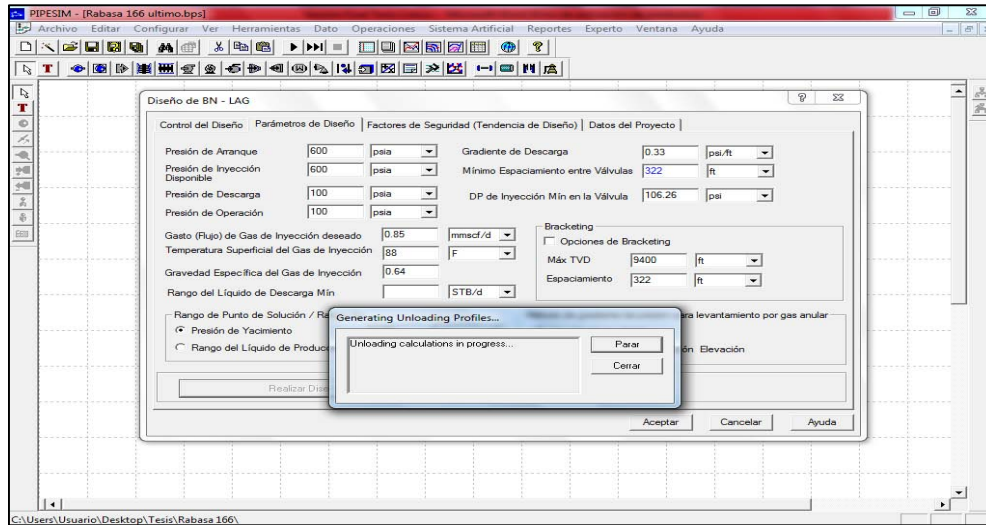 PIPESIM - [Rabasa 166 ultimo.bps]
Archivo Editar Configurar Ver Herramientas Dato Operaciones Sistema Artificial Reportes Experto Ventana Ayuda
Diseño de BN - LAG
Control del Diseño Parámetros de Diseño Factores de Seguridad (Tendencia de Diseño) Datos del Proyecto
Presión de Arranque 600 psia Gradiente de Descarga 0.33 psi/ft
Presión de Inyección Disponible 600 psia Mínimo Espaciamiento entre Válvulas 322 ft
Presión de Descarga 100 psia DP de Inyección Mín en la Válvula 106.26 psi
Presión de Operación 100 psia
Bracketing
Gasto (Flujo) de Gas de Inyección deseado 0.85 mmscf/d Opciones de Bracketing
Temperatura Superficial del Gas de Inyección 88 F Máx TVD 9400 ft
Gravedad Específica del Gas de Inyección 0.64 Espaciamiento 322 ft
Rango del Líquido de Descarga Mín STB/d
Rango de Punto de Solución / Ra Generating Unloading Profiles... ara levantamiento por gas anular
Presión de Yacimiento Unloading calculations in progress... Parar
Rango del Líquido de Produc ón Elevación
Cerrar
Realizar Dise
Aceptar Cancelar Ayuda
C:\Users\Usuario\Desktop\Tesis\Rabasa 166\